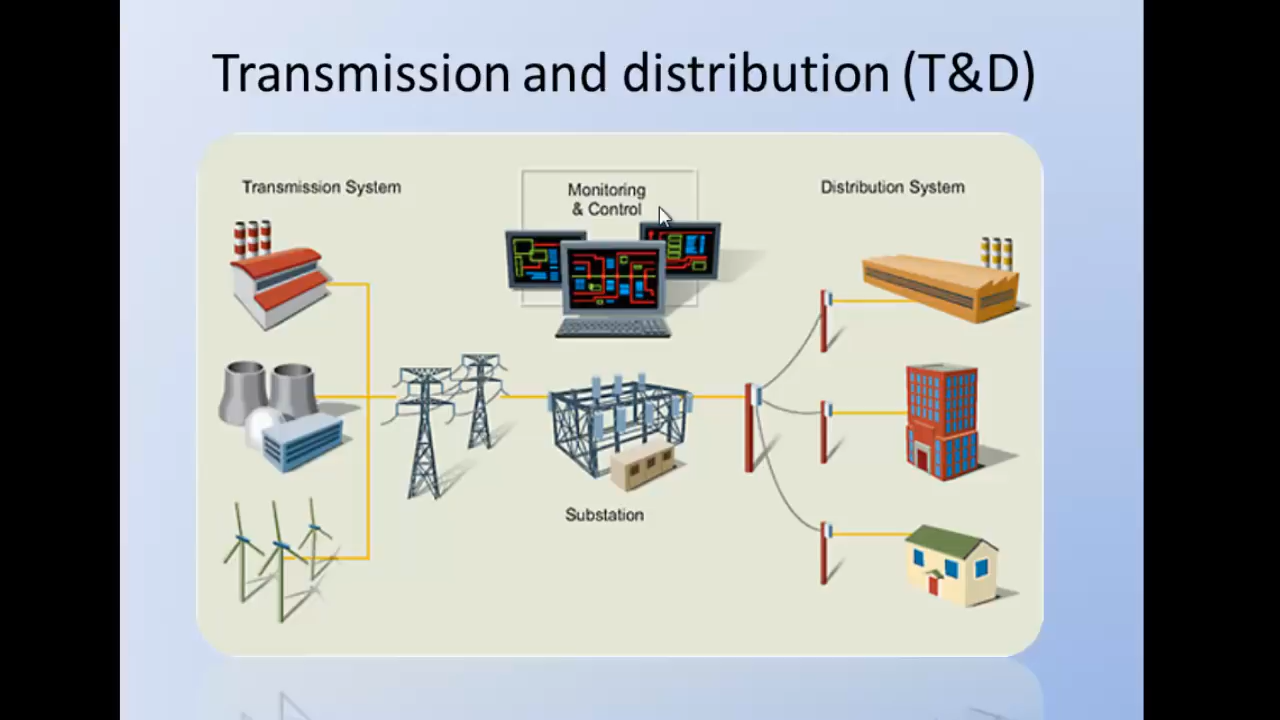 Transmission and distribution (T&D)
Transmission System
Monitoring
& Control
Distribution System
Substation